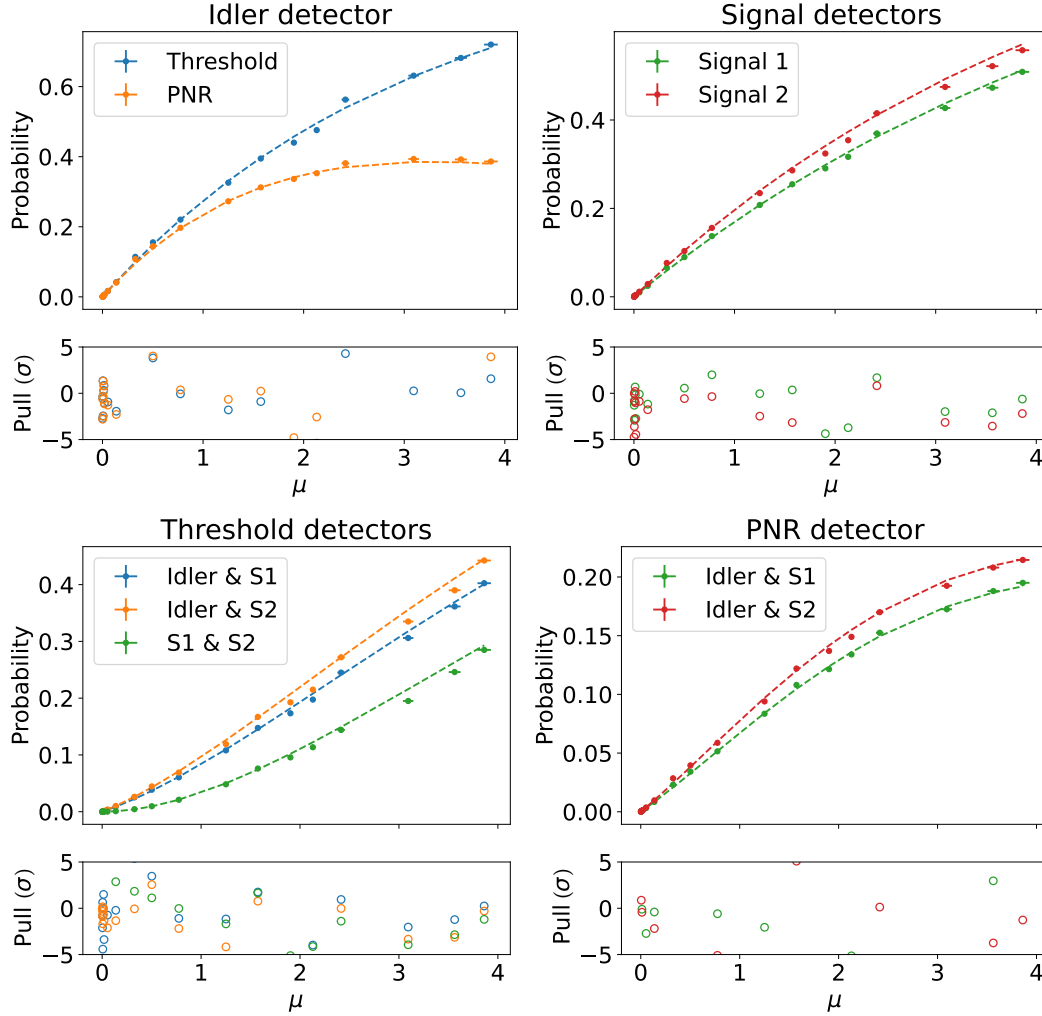 Idler detector
Probability
0.6
0.4
0.2
0.0
Threshold
PNR
Pull (σ)
5
0
−5
0
1
2
3
4
μ
Signal detectors
Probability
0.4
0.2
0.0
Signal 1
Signal 2
Pull (σ)
5
0
−5
0
1
2
3
4
μ
Threshold detectors
Probability
0.4
0.3
0.2
0.1
0.0
Idler & S1
Idler & S2
S1 & S2
Pull (σ)
5
0
−5
0
1
2
3
4
μ
PNR detector
Probability
0.20
0.15
0.10
0.05
0.00
Idler & S1
Idler & S2
Pull (σ)
5
0
−5
0
1
2
3
4
μ